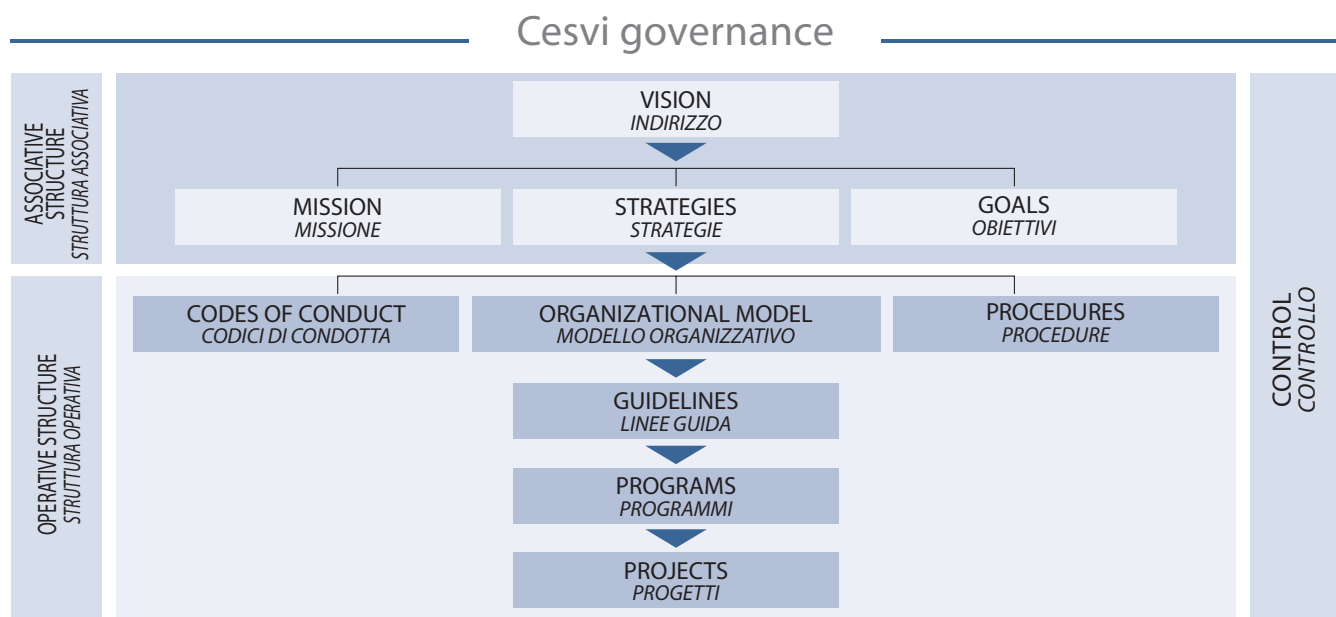 Cesvi governance
ASSOCIATIVE
STRUCTURE
STRUTTURA ASSOCIATIVA
VISION
INDIRIZZO
MISSION
MISSIONE
STRATEGIES
STRATEGIE
GOALS
OBIETTIVI
OPERATIVE STRUCTURE
STRUTTURA OPERATIVA
CODES OF CONDUCT
CODICI DI CONDOTTA
ORGANIZATIONAL MODEL
MODELLO ORGANIZZATIVO
PROCEDURES
PROCEDURE
GUIDELINES
LINEE GUIDA
PROGRAMS
PROGRAMMI
PROJECTS
PROGETTI
CONTROL
CONTROLLO